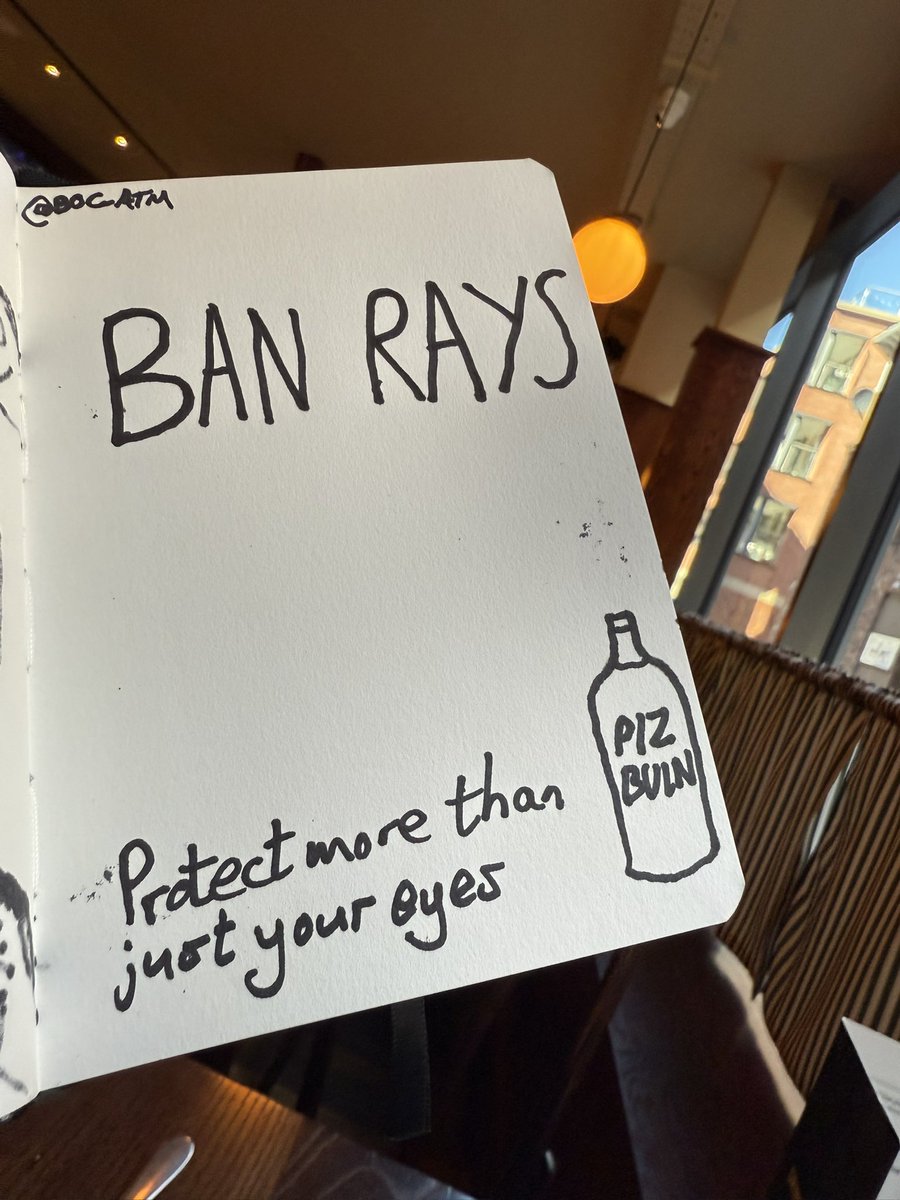 @BOC_ATM
BAN RAYS
PIZ
BUIN
Protect more than
just your eyes